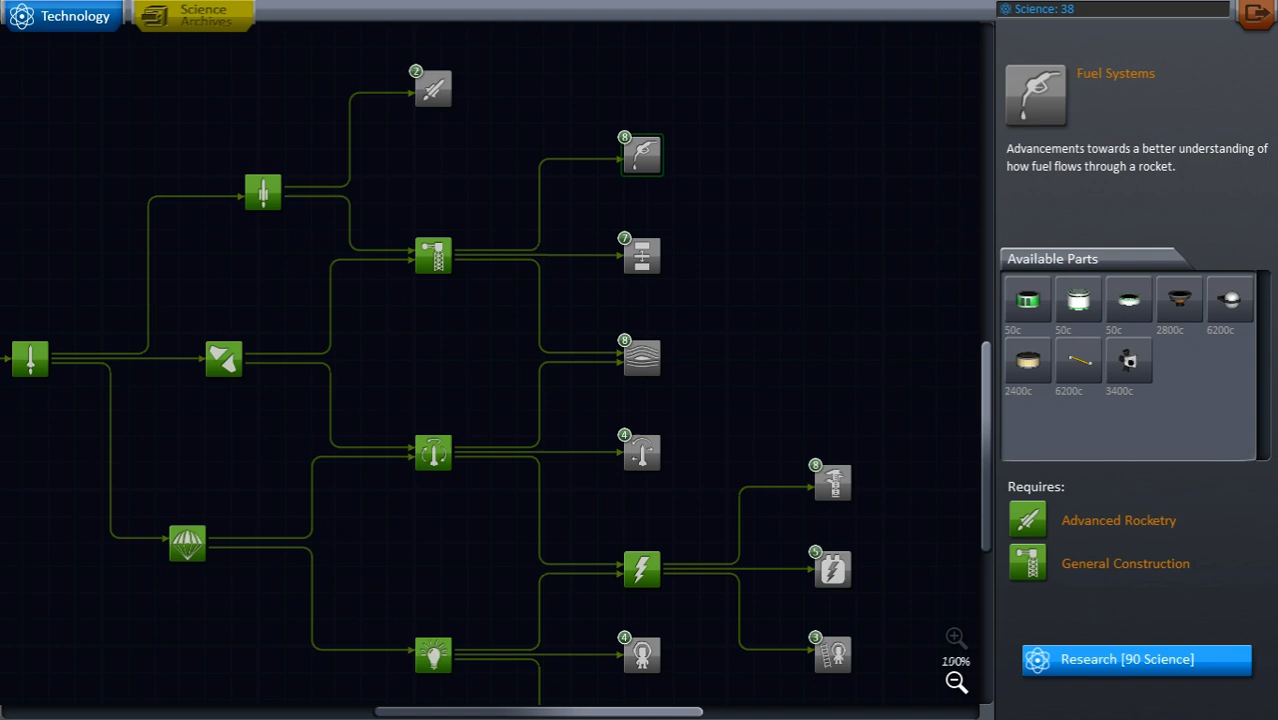 Technology
Science
Archives
Science: 38
Fuel Systems
Advancements towards a better understanding of
how fuel flows through a rocket.
2
8
7
8
4
8
5
4
3
Available Parts
50c 50c 50c 2800c 6200c
2400c 6200c 3400c
Requires:
Advanced Rocketry
General Construction
100%
Research [90 Science]